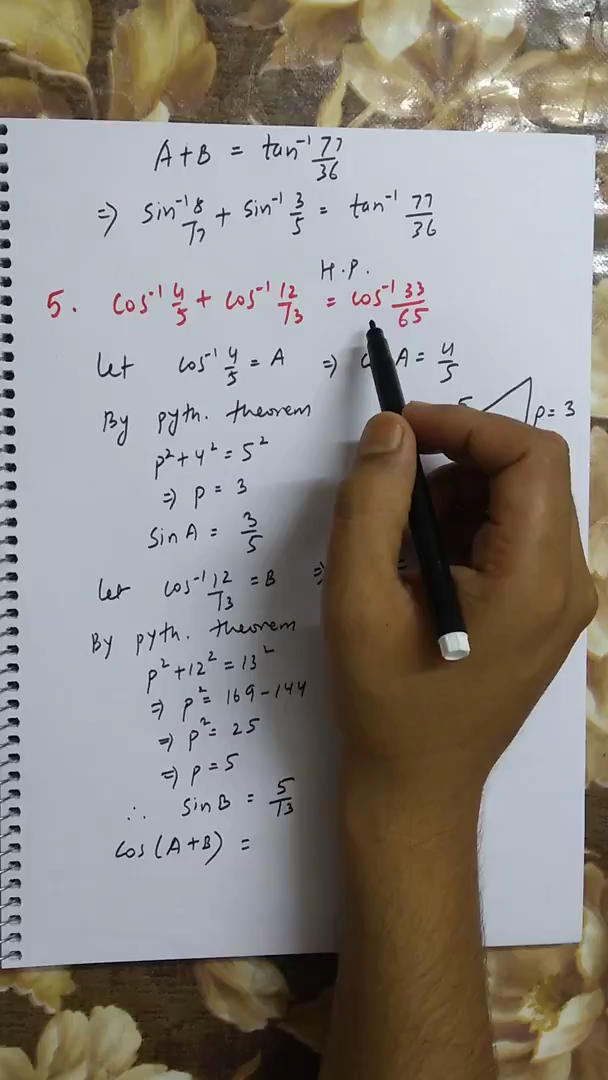 A+B = tan⁻¹ 77/36
⇒ sin⁻¹ 8/17 + sin⁻¹ 3/5 = tan⁻¹ 77/36
H.P.
5. cos⁻¹ 4/5 + cos⁻¹ 12/13 = cos⁻¹ 33/65
let cos⁻¹ 4/5 = A ⇒ A = 4/5
By pyth. theorem
5 p = 3
p² + 4² = 5²
⇒ p = 3
sin A = 3/5
let cos⁻¹ 12/13 = B ⇒ =
By pyth. theorem
p² + 12² = 13²
⇒ p² = 169 - 144
⇒ p² = 25
⇒ p = 5
∴ sin B = 5/13
cos (A+B) =